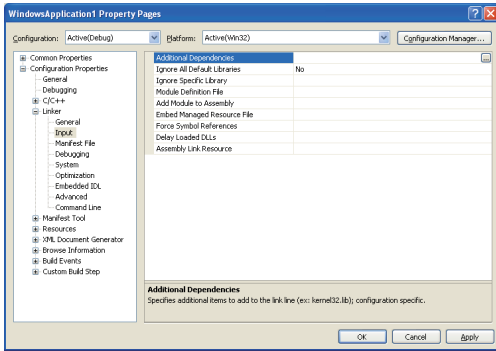 WindowsApplication1 Property Pages
Configuration: Active(Debug) Platform: Active(Win32) Configuration Manager...
Common Properties
Configuration Properties
General
Debugging
C/C++
Linker
General
Input
Manifest File
Debugging
System
Optimization
Embedded IDL
Advanced
Command Line
Manifest Tool
Resources
XML Document Generator
Browse Information
Build Events
Custom Build Step
Additional Dependencies ...
Ignore All Default Libraries No
Ignore Specific Library
Module Definition File
Add Module to Assembly
Embed Managed Resource File
Force Symbol References
Delay Loaded DLLs
Assembly Link Resource
Additional Dependencies
Specifies additional items to add to the link line (ex: kernel32.lib); configuration specific.
OK Cancel Apply